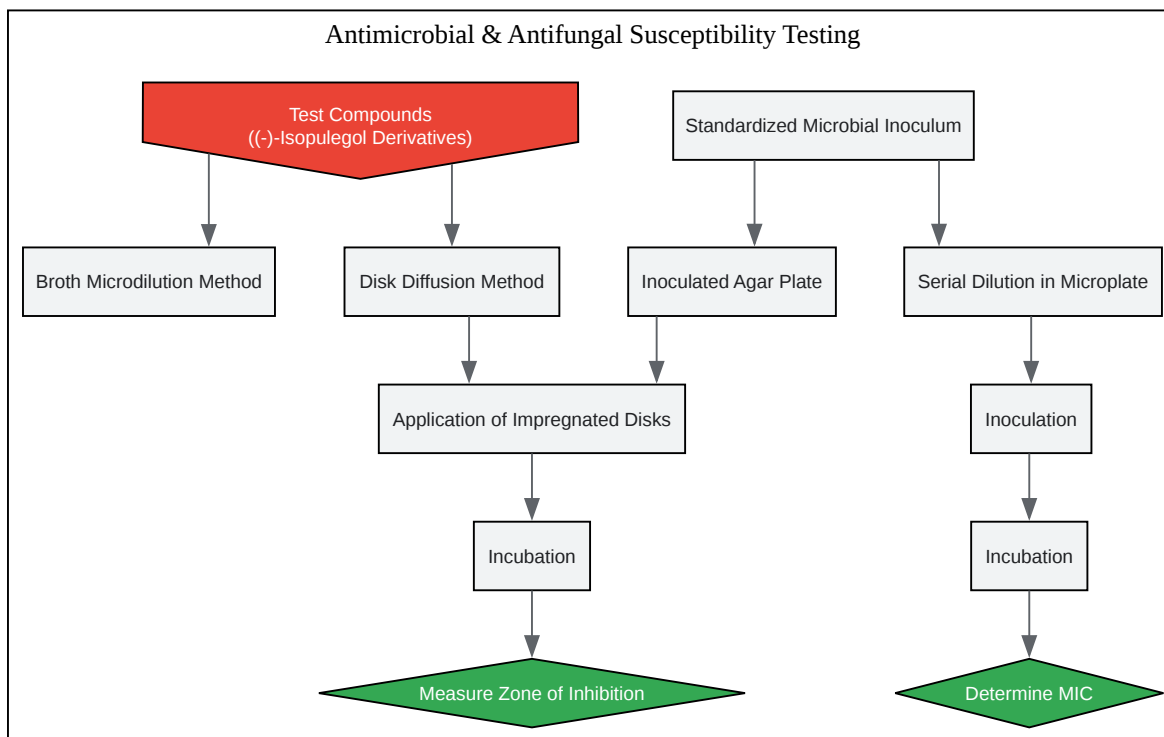 Antimicrobial & Antifungal Susceptibility Testing
Test Compounds
((-)-Isopulegol Derivatives)
Standardized Microbial Inoculum
Broth Microdilution Method
Disk Diffusion Method
Inoculated Agar Plate
Serial Dilution in Microplate
Application of Impregnated Disks
Inoculation
Incubation
Incubation
Measure Zone of Inhibition
Determine MIC